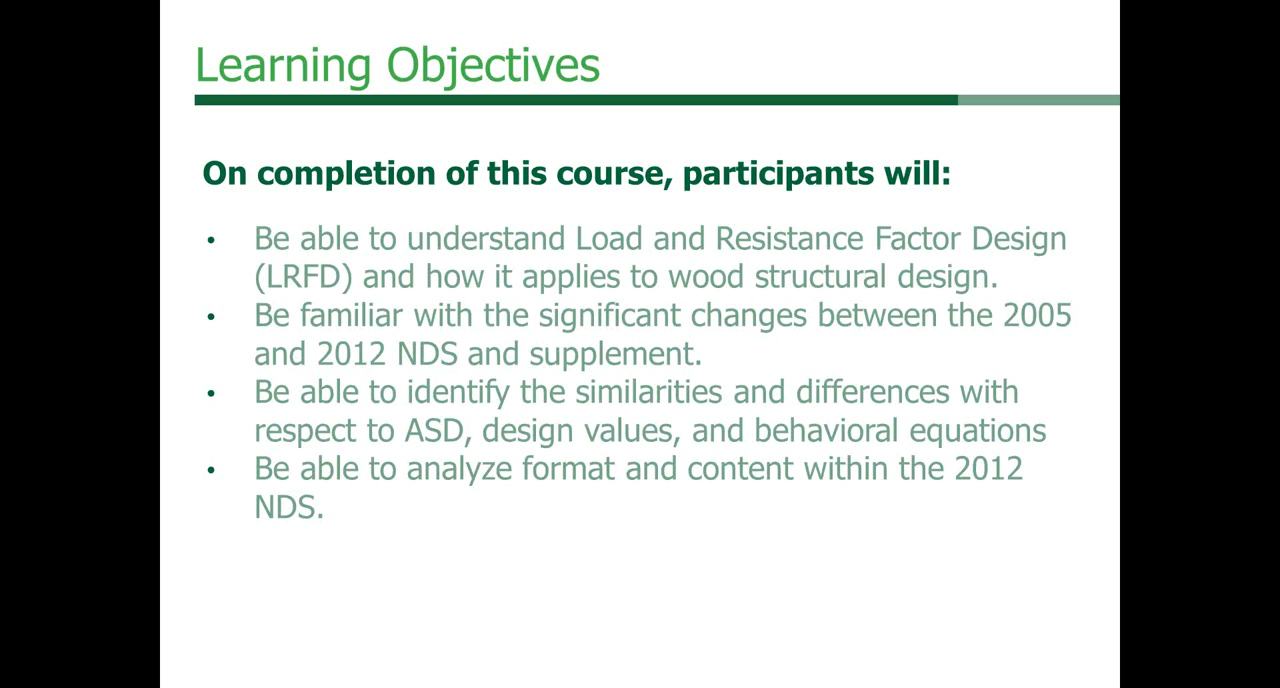 Learning Objectives
On completion of this course, participants will:
• Be able to understand Load and Resistance Factor Design
(LRFD) and how it applies to wood structural design.
• Be familiar with the significant changes between the 2005
and 2012 NDS and supplement.
• Be able to identify the similarities and differences with
respect to ASD, design values, and behavioral equations
• Be able to analyze format and content within the 2012
NDS.